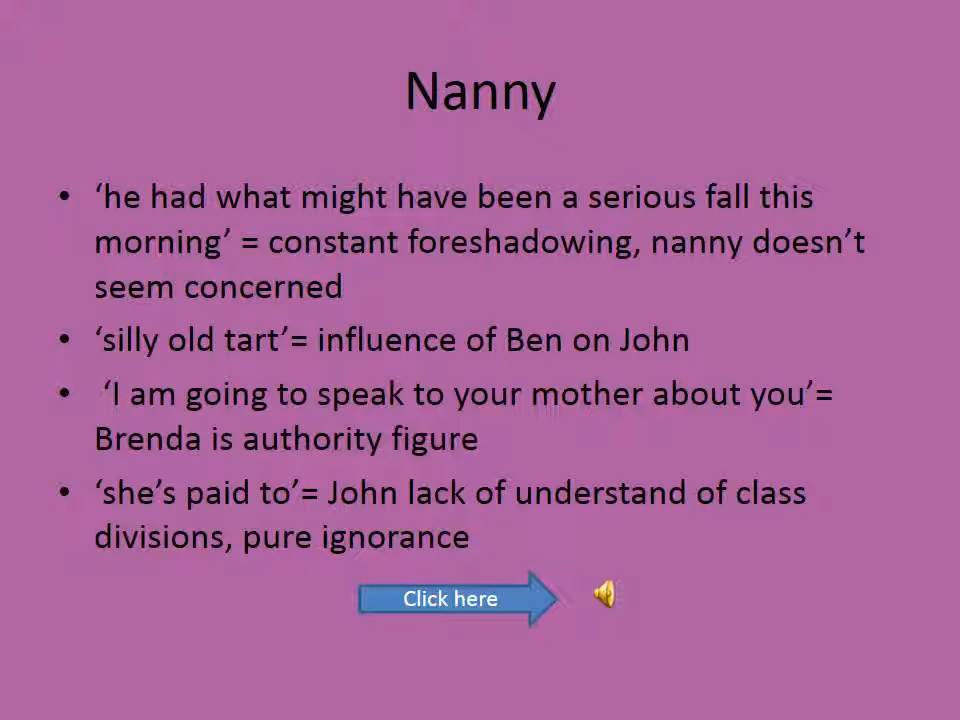 Nanny
• ‘he had what might have been a serious fall this
morning’ = constant foreshadowing, nanny doesn’t
seem concerned
• ‘silly old tart’= influence of Ben on John
• ‘I am going to speak to your mother about you’=
Brenda is authority figure
• ‘she’s paid to’= John lack of understand of class
divisions, pure ignorance
Click here